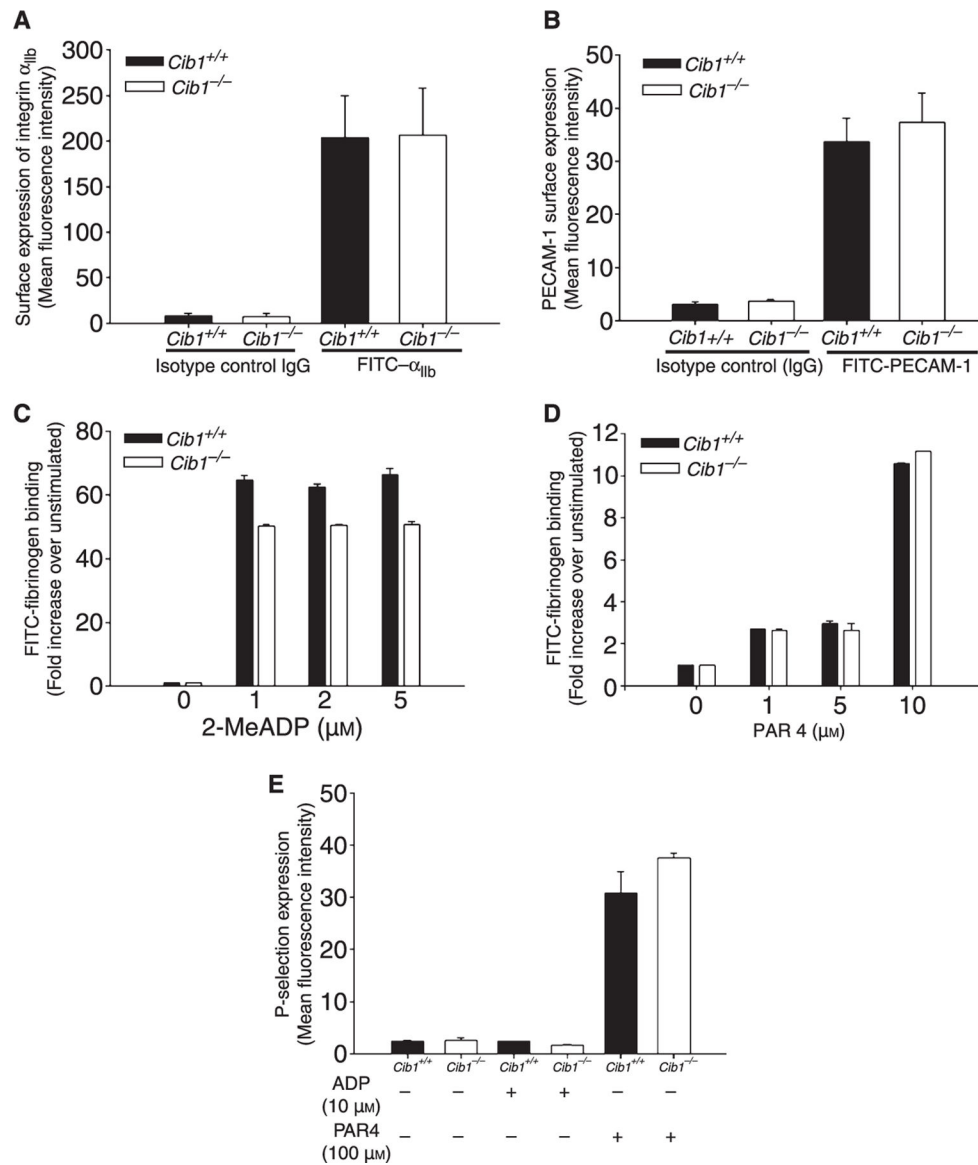 A
Surface expression of integrin αIIb
(Mean fluorescence intensity)
300
250
200
150
100
50
0
Cib1+/+
Cib1−/−
Cib1+/+
Cib1−/−
Cib1+/+
Cib1−/−
Isotype control IgG
FITC–αIIb
B
PECAM-1 surface expression
(Mean fluorescence intensity)
50
40
30
20
10
0
Cib1+/+
Cib1−/−
Cib1+/+
Cib1−/−
Cib1+/+
Cib1−/−
Isotype control (IgG)
FITC-PECAM-1
C
FITC-fibrinogen binding
(Fold increase over unstimulated)
80
60
40
20
0
Cib1+/+
Cib1−/−
0 1 2 5
2-MeADP (μM)
D
FITC-fibrinogen binding
(Fold increase over unstimulated)
12
10
8
6
4
2
0
Cib1+/+
Cib1−/−
0 1 5 10
PAR 4 (μM)
E
P-selection expression
(Mean fluorescence intensity)
50
40
30
20
10
0
Cib1+/+ Cib1−/− Cib1+/+ Cib1−/− Cib1+/+ Cib1−/−
ADP − − + +
(10 μM)
PAR4 − − − − + +
(100 μM)